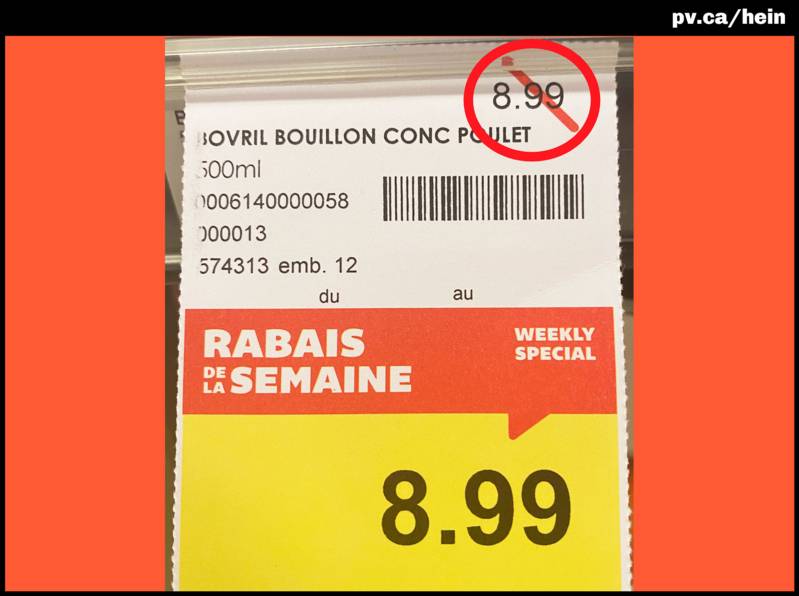 pv.ca/hein
8.99
BOVRIL BOUILLON CONC POULET
500ml
0006140000058
000013
574313 emb. 12
du au
RABAIS
DE LA SEMAINE
WEEKLY
SPECIAL
8.99